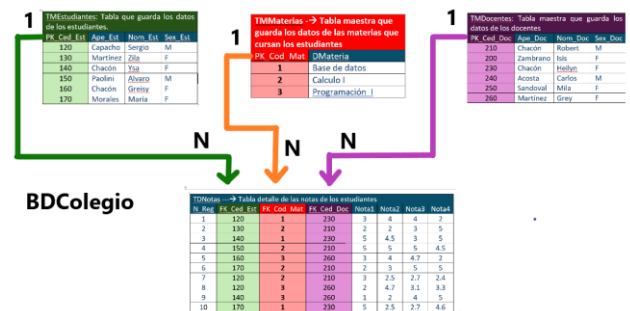 1
TMEstudiantes: Tabla que guarda los datos
de los estudiantes.
PK_Ced_Est Ape_Est Nom_Est Sex_Est
120 Capacho Sergio M
130 Martínez Zila F
140 Chacón Ysa F
150 Paolini Alvaro M
160 Chacón Greisy F
170 Morales María F
1
TMMaterias -→ Tabla maestra que
guarda los datos de las materias que
cursan los estudiantes
PK_Cod_Mat DMateria
1 Base de datos
2 Calculo I
3 Programación_I
1
TMDocentes: Tabla maestra que guarda los
datos de los docentes
PK_Ced_Doc Ape_Doc Nom_Doc Sex_Doc
210 Chacón Robert M
200 Zambrano Isis F
230 Chacón Heilyn F
240 Acosta Carlos M
250 Sandoval Mila F
260 Martínez Grey F
N N N
BDColegio
TDNotas ---→ Tabla detalle de las notas de los estudiantes
N_Reg FK_Ced_Est FK_Cod_Mat FK_Ced_Doc Nota1 Nota2 Nota3 Nota4
1 120 1 230 3 4 4 2
2 130 2 210 2 2 3 5
3 140 1 230 5 4.5 3 5
4 150 2 210 5 5 5 4.5
5 160 3 260 3 4 4.7 2
6 170 2 210 2 3 5 5
7 120 2 210 3 2.5 2.7 2.4
8 120 3 260 2 4.7 3.1 3.3
9 140 3 260 1 2 4 5
10 170 1 230 5 2.5 2.7 4.6